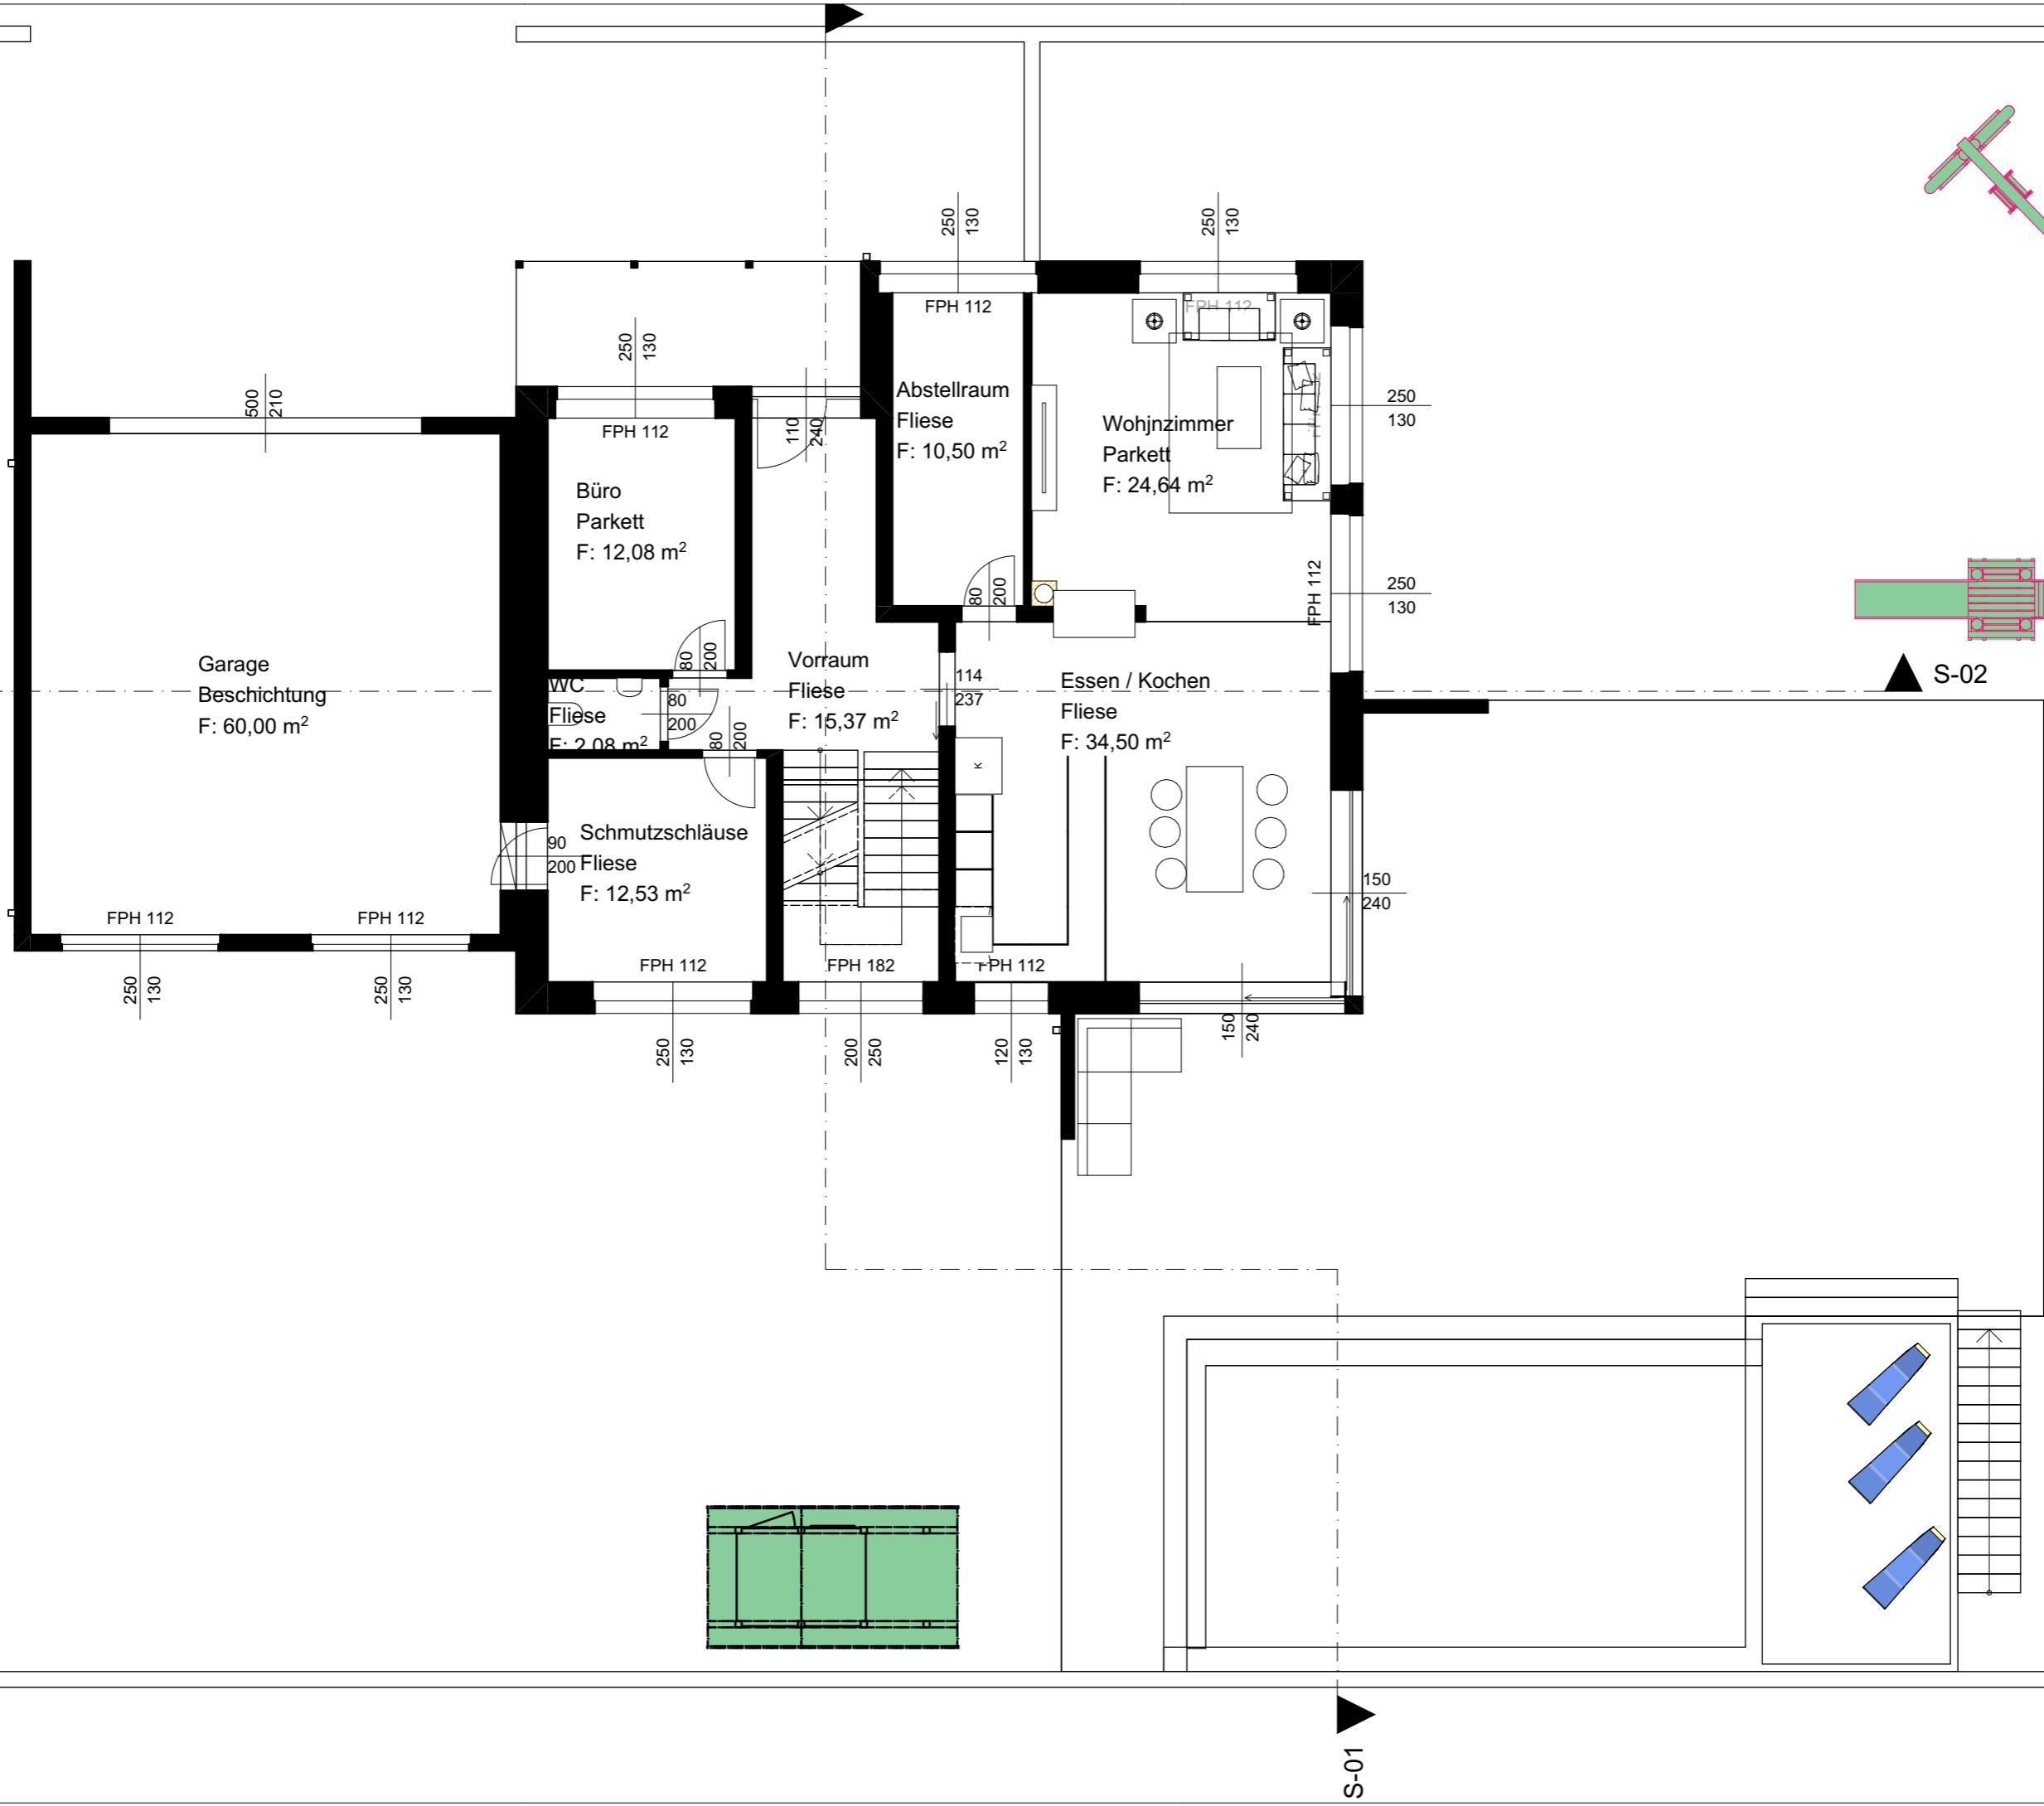 250
130
250
130
FPH 112
FPH 112
250
130
500
210
110
240
FPH 112
Abstellraum
Fliese
F: 10,50 m²
Wohjnzimmer
Parkett
F: 24,64 m²
250
130
Büro
Parkett
F: 12,08 m²
80
200
FPH 112
250
130
80
200
Garage
Beschichtung
F: 60,00 m²
WC
Fliese
F: 2,08 m²
80
200
80
200
Vorraum
Fliese
F: 15,37 m²
114
237
Essen / Kochen
Fliese
F: 34,50 m²
S-02
K
90
200
Schmutzschläuse
Fliese
F: 12,53 m²
150
240
FPH 112
FPH 112
FPH 112
FPH 182
FPH 112
250
130
250
130
250
130
200
250
120
130
150
240
S-01